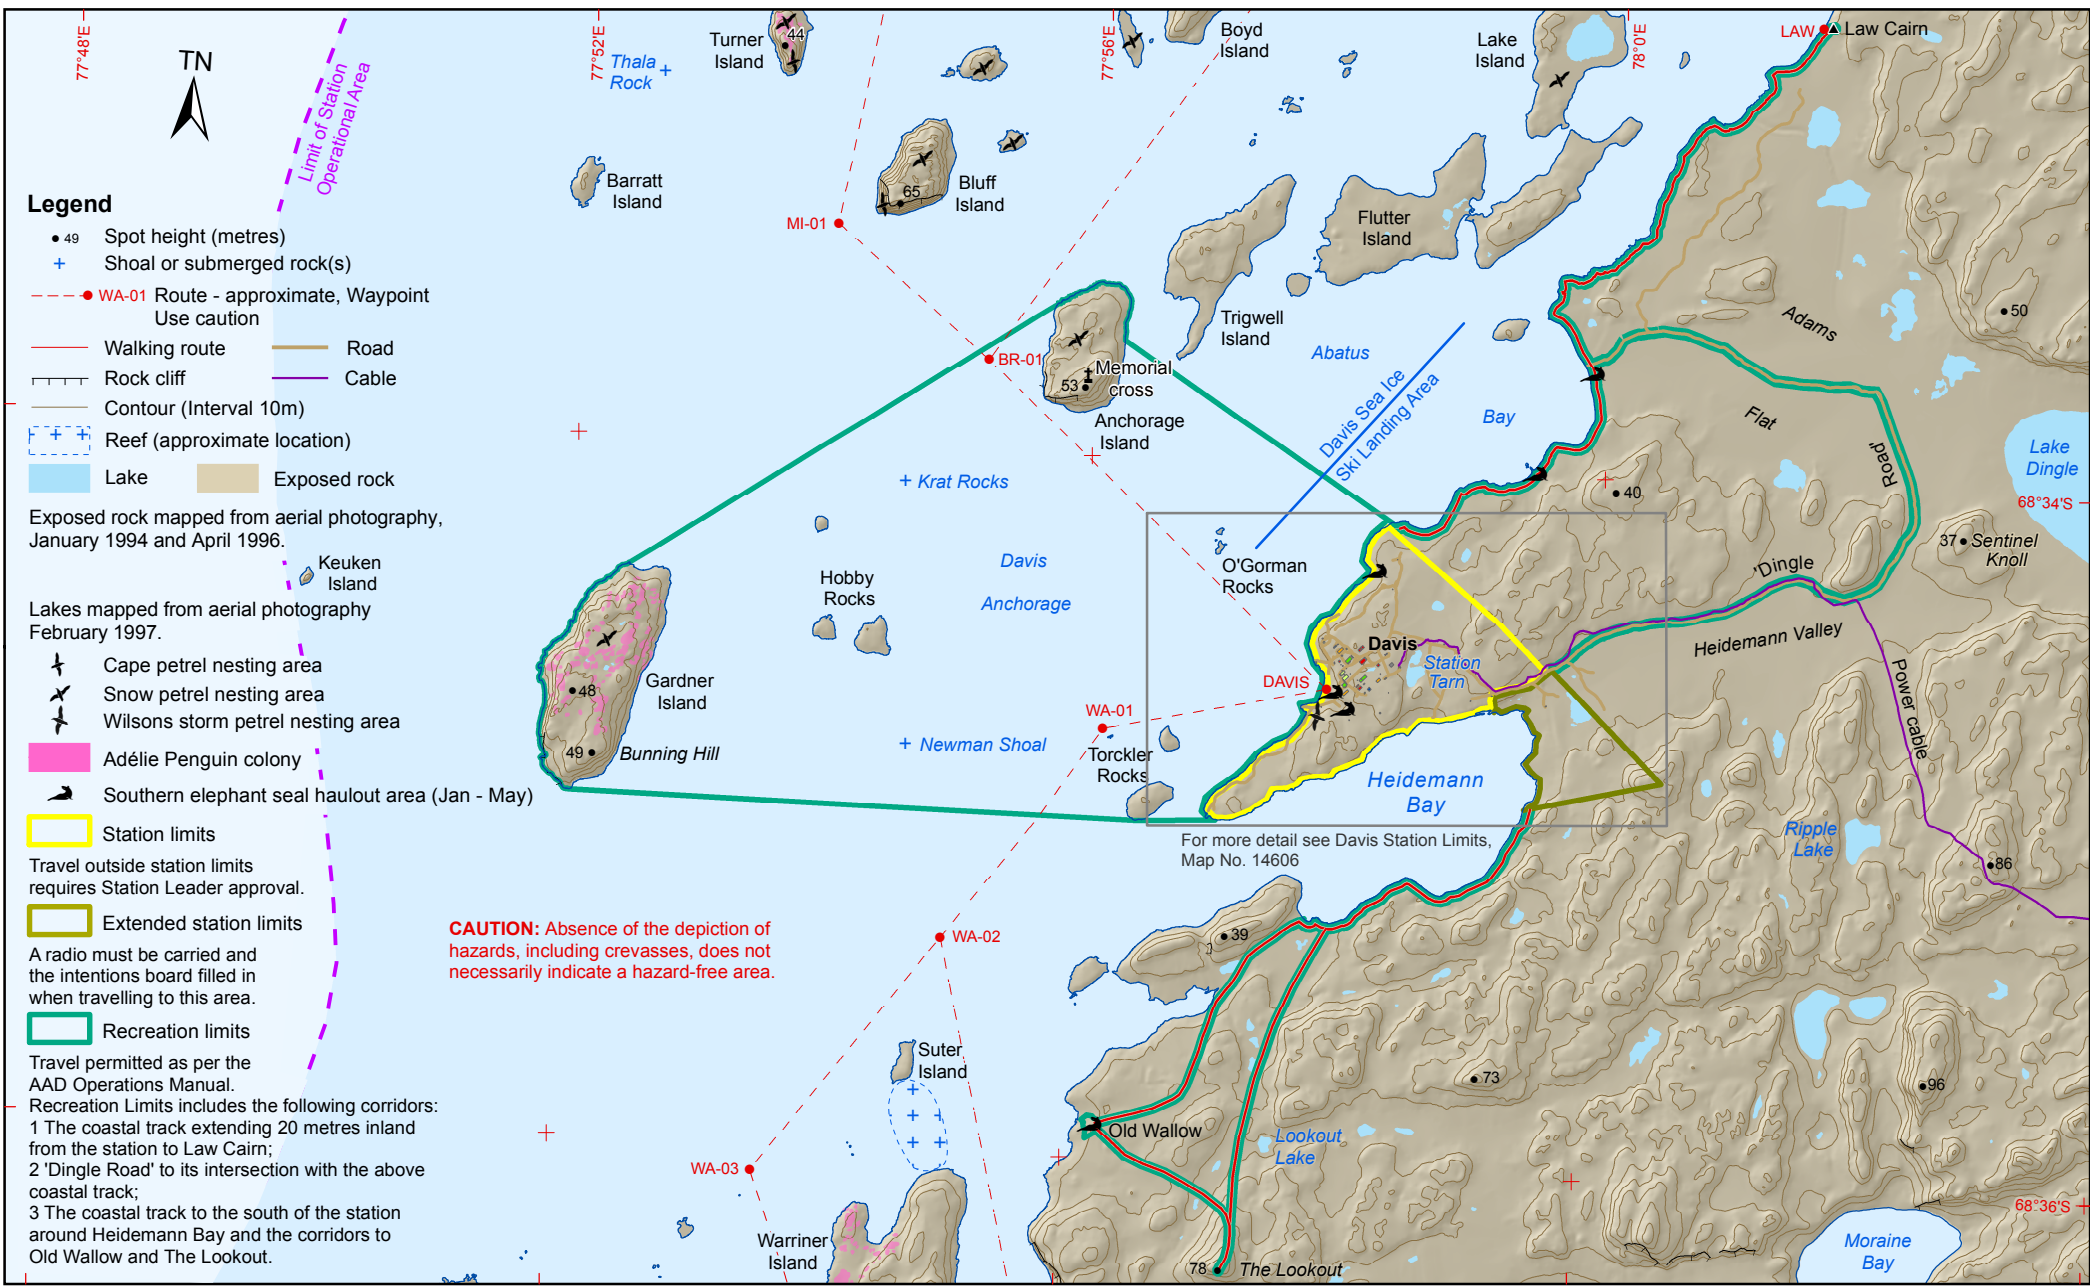 77°48'E
77°52'E
77°56'E
78°0'E
TN
Limit of Station
Operational Area
Thala
Rock
Turner
Island
44
Boyd
Island
Lake
Island
LAW
Law Cairn
Barratt
Island
65
Bluff
Island
MI-01
Flutter
Island
Trigwell
Island
BR-01
53
Memorial
cross
Anchorage
Island
Abatus
Bay
Davis Sea Ice
Ski Landing Area
Adams
Flat
50
Road'
Lake
Dingle
68°34'S
40
37
Sentinel
Knoll
Krat Rocks
Davis
Anchorage
O'Gorman
Rocks
Hobby
Rocks
'Dingle
Heidemann Valley
Power cable
Davis
Station
Tarn
DAVIS
WA-01
Torckler
Rocks
Newman Shoal
Keuken
Island
48
Gardner
Island
49
Bunning Hill
Heidemann
Bay
For more detail see Davis Station Limits,
Map No. 14606
Ripple
Lake
86
39
WA-02
CAUTION: Absence of the depiction of
hazards, including crevasses, does not
necessarily indicate a hazard-free area.
Suter
Island
73
96
Old Wallow
Lookout
Lake
WA-03
Warriner
Island
78
The Lookout
68°36'S
Moraine
Bay
Legend
49 Spot height (metres)
Shoal or submerged rock(s)
WA-01 Route - approximate, Waypoint
Use caution
Walking route
Road
Rock cliff
Cable
Contour (Interval 10m)
Reef (approximate location)
Lake
Exposed rock
Exposed rock mapped from aerial photography,
January 1994 and April 1996.
Lakes mapped from aerial photography
February 1997.
Cape petrel nesting area
Snow petrel nesting area
Wilsons storm petrel nesting area
Adélie Penguin colony
Southern elephant seal haulout area (Jan - May)
Station limits
Travel outside station limits
requires Station Leader approval.
Extended station limits
A radio must be carried and
the intentions board filled in
when travelling to this area.
Recreation limits
Travel permitted as per the
AAD Operations Manual.
Recreation Limits includes the following corridors:
1 The coastal track extending 20 metres inland
from the station to Law Cairn;
2 'Dingle Road' to its intersection with the above
coastal track;
3 The coastal track to the south of the station
around Heidemann Bay and the corridors to
Old Wallow and The Lookout.